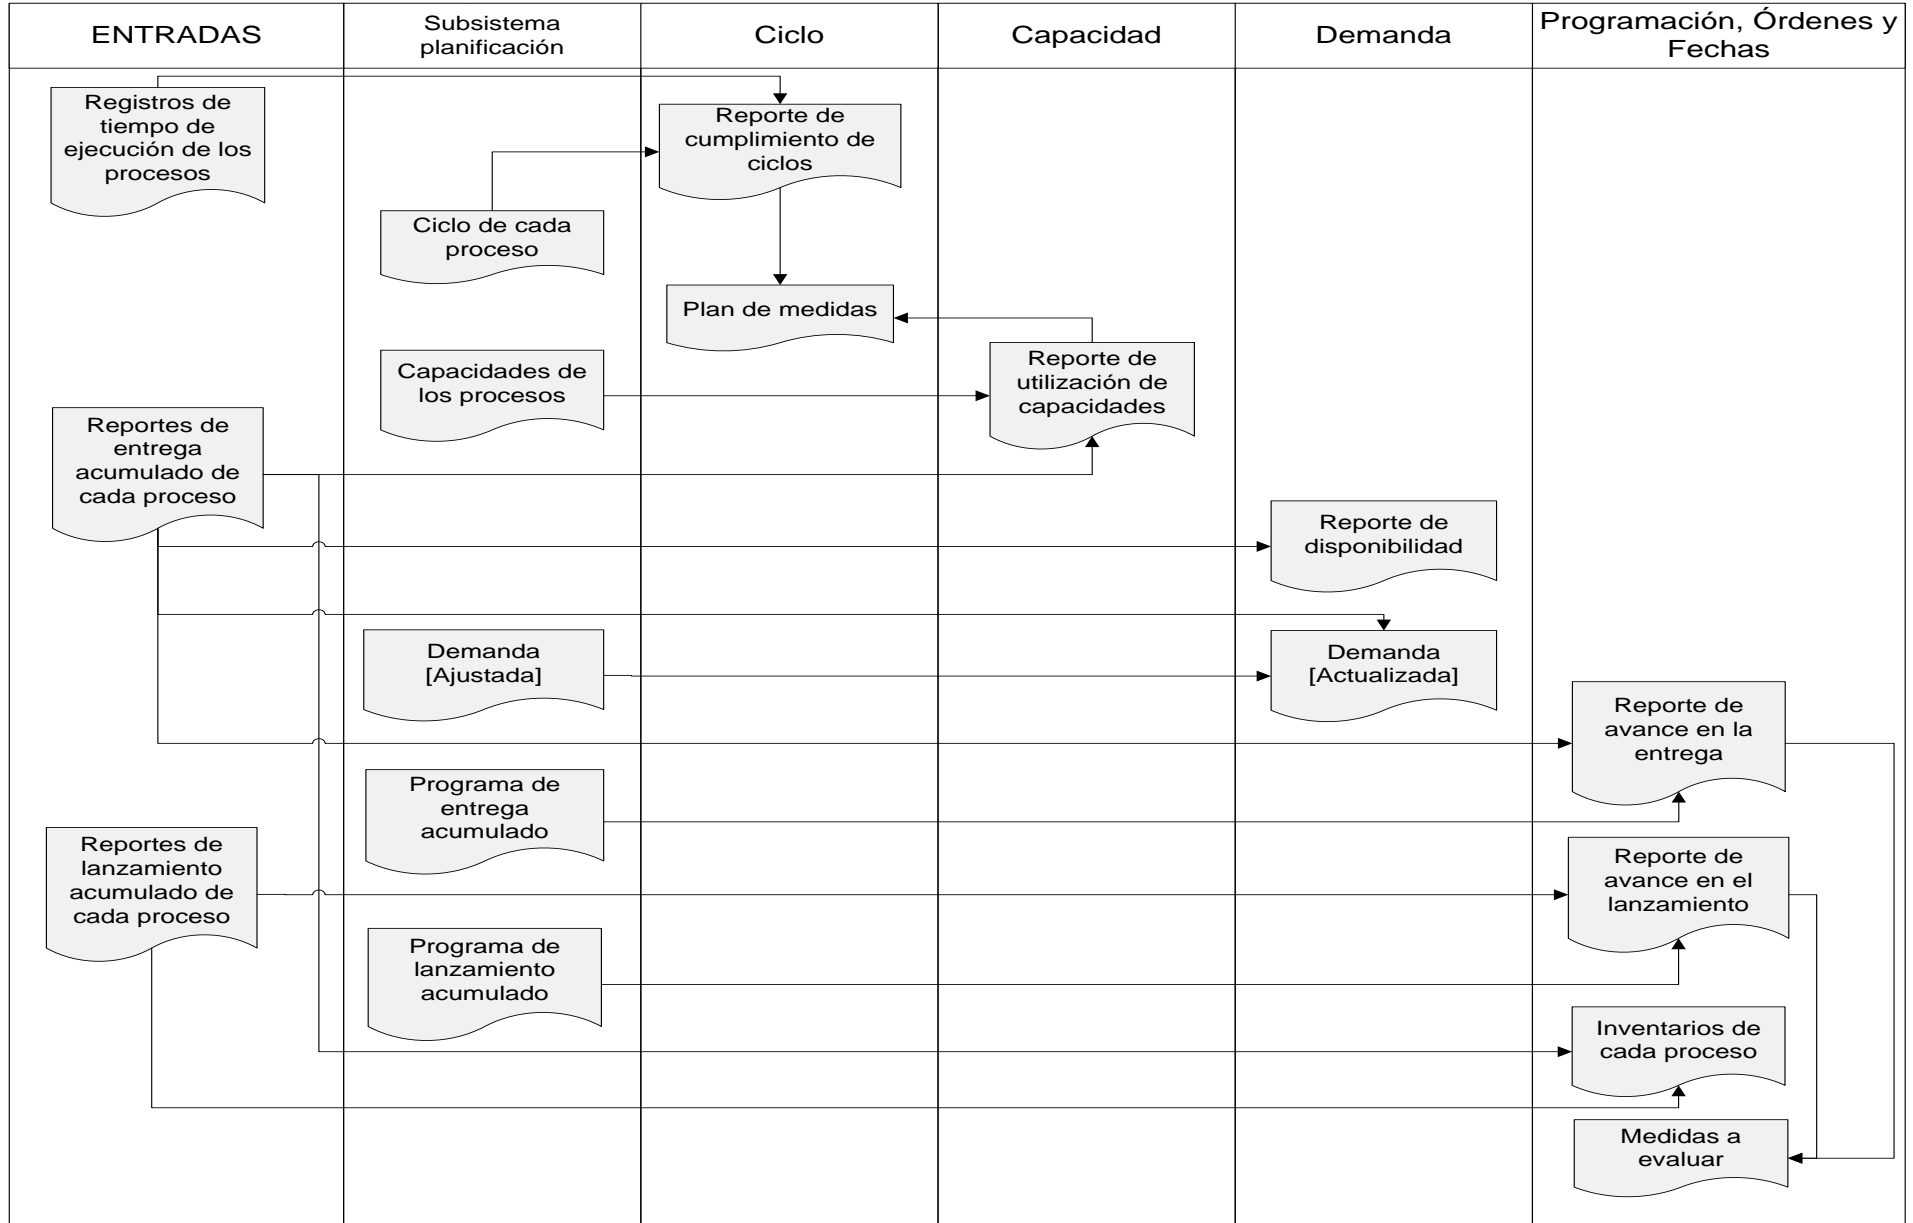 ENTRADAS
Subsistema
planificación
Ciclo
Capacidad
Demanda
Programación, Órdenes y
Fechas
Registros de
tiempo de
ejecución de los
procesos
Reporte de
cumplimiento de
ciclos
Ciclo de cada
proceso
Plan de medidas
Capacidades de
los procesos
Reporte de
utilización de
capacidades
Reportes de
entrega
acumulado de
cada proceso
Reporte de
disponibilidad
Demanda
[Ajustada]
Demanda
[Actualizada]
Reporte de
avance en la
entrega
Programa de
entrega
acumulado
Reportes de
lanzamiento
acumulado de
cada proceso
Reporte de
avance en el
lanzamiento
Programa de
lanzamiento
acumulado
Inventarios de
cada proceso
Medidas a
evaluar